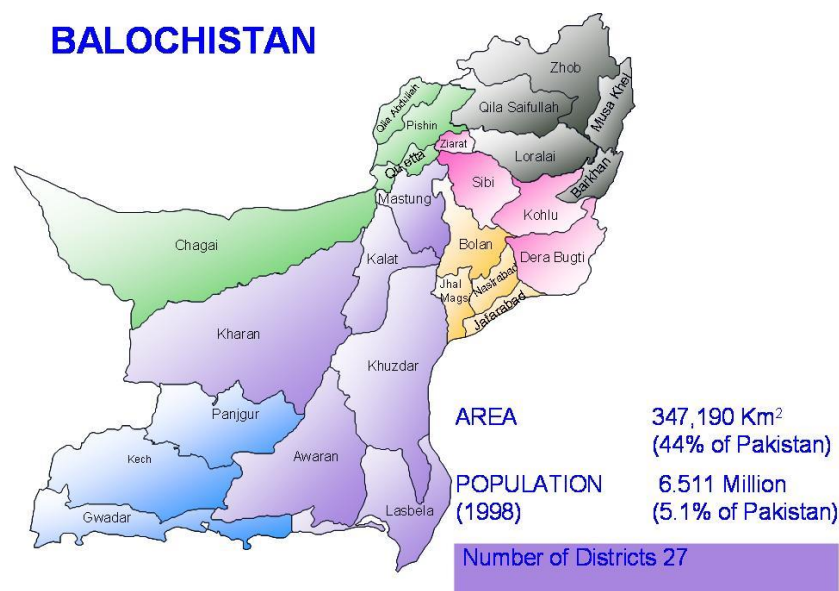 BALOCHISTAN
Zhob
Qila Abdullah
Qila Saifullah
Musa Khel
Pishin
Ziarat
Loralai
Quetta
Sibi
Barkhan
Mastung
Kohlu
Chagai
Bolan
Kalat
Dera Bugti
Jhal
Magsi
Nasirabad
Jafarabad
Kharan
Khuzdar
Panjgur
Kech
Awaran
Gwadar
Lasbela
AREA 347,190 Km²
(44% of Pakistan)
POPULATION 6.511 Million
(1998) (5.1% of Pakistan)
Number of Districts 27